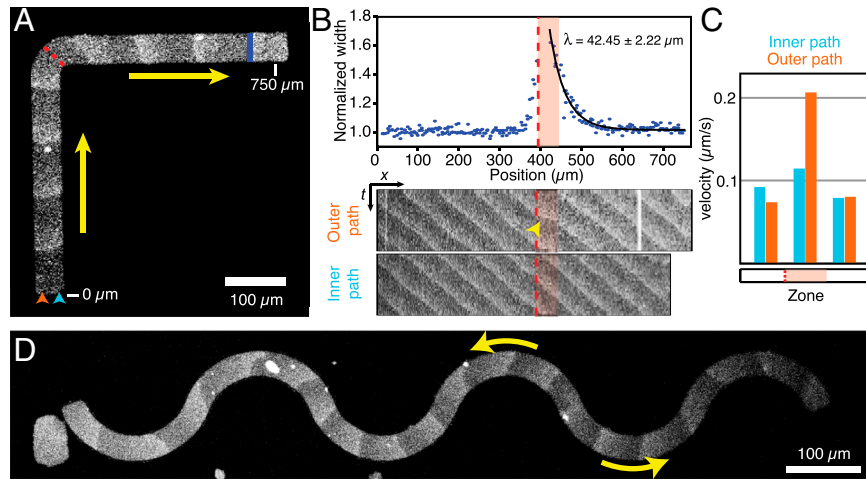 A
750 µm
0 µm
100 µm
B
Normalized width
1.8
1.6
1.4
1.2
1.0
λ = 42.45 ± 2.22 µm
0 100 200 300 400 500 600 700
Position (µm)
x
t
Outer path
Inner path
C
Inner path
Outer path
velocity (µm/s)
0.2
0.1
Zone
D
100 µm